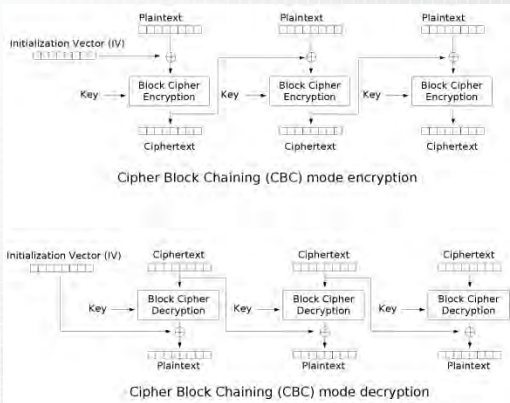 Plaintext Plaintext Plaintext
Initialization Vector (IV)
Key Block Cipher Encryption Key Block Cipher Encryption Key Block Cipher Encryption
Ciphertext Ciphertext Ciphertext
Cipher Block Chaining (CBC) mode encryption
Initialization Vector (IV) Ciphertext Ciphertext Ciphertext
Key Block Cipher Decryption Key Block Cipher Decryption Key Block Cipher Decryption
Plaintext Plaintext Plaintext
Cipher Block Chaining (CBC) mode decryption